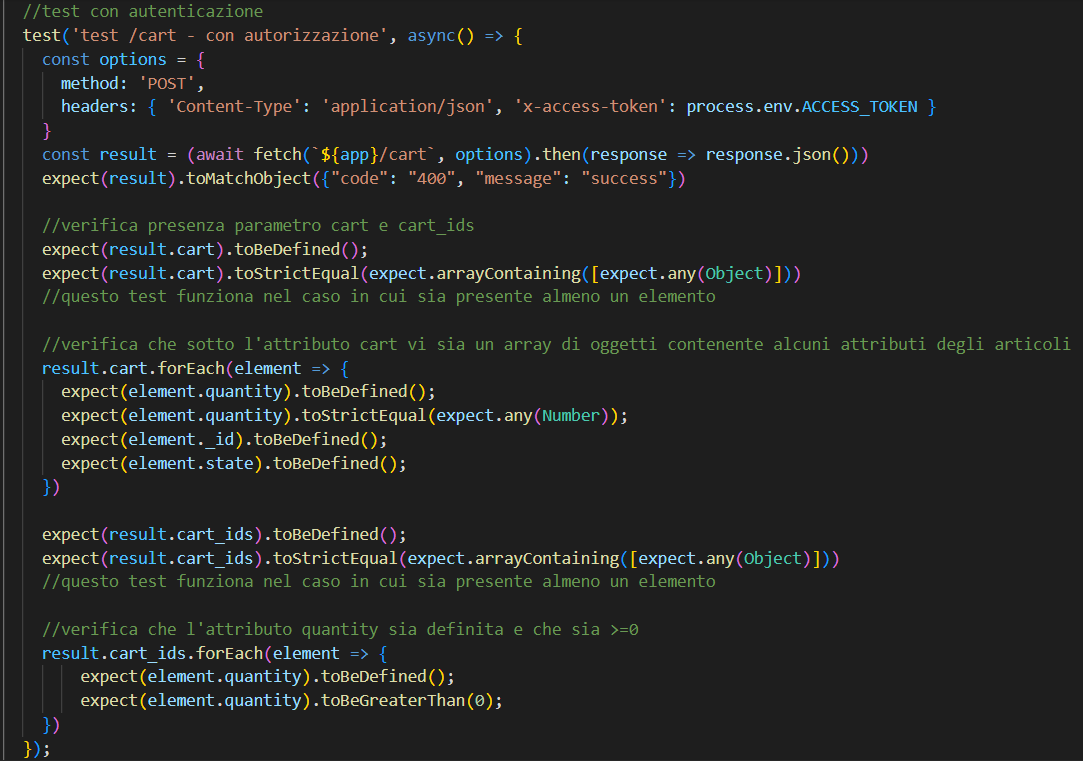 //test con autenticazione
test('test /cart - con autorizzazione', async() => {
const options = {
method: 'POST',
headers: { 'Content-Type': 'application/json', 'x-access-token': process.env.ACCESS_TOKEN }
}
const result = (await fetch(`${app}/cart`, options).then(response => response.json()))
expect(result).toMatchObject({"code": "400", "message": "success"})
//verifica presenza parametro cart e cart_ids
expect(result.cart).toBeDefined();
expect(result.cart).toStrictEqual(expect.arrayContaining([expect.any(Object)]))
//questo test funziona nel caso in cui sia presente almeno un elemento
//verifica che sotto l'attributo cart vi sia un array di oggetti contenente alcuni attributi degli articoli
result.cart.forEach(element => {
expect(element.quantity).toBeDefined();
expect(element.quantity).toStrictEqual(expect.any(Number));
expect(element._id).toBeDefined();
expect(element.state).toBeDefined();
})
expect(result.cart_ids).toBeDefined();
expect(result.cart_ids).toStrictEqual(expect.arrayContaining([expect.any(Object)]))
//questo test funziona nel caso in cui sia presente almeno un elemento
//verifica che l'attributo quantity sia definita e che sia >=0
result.cart_ids.forEach(element => {
expect(element.quantity).toBeDefined();
expect(element.quantity).toBeGreaterThan(0);
})
});